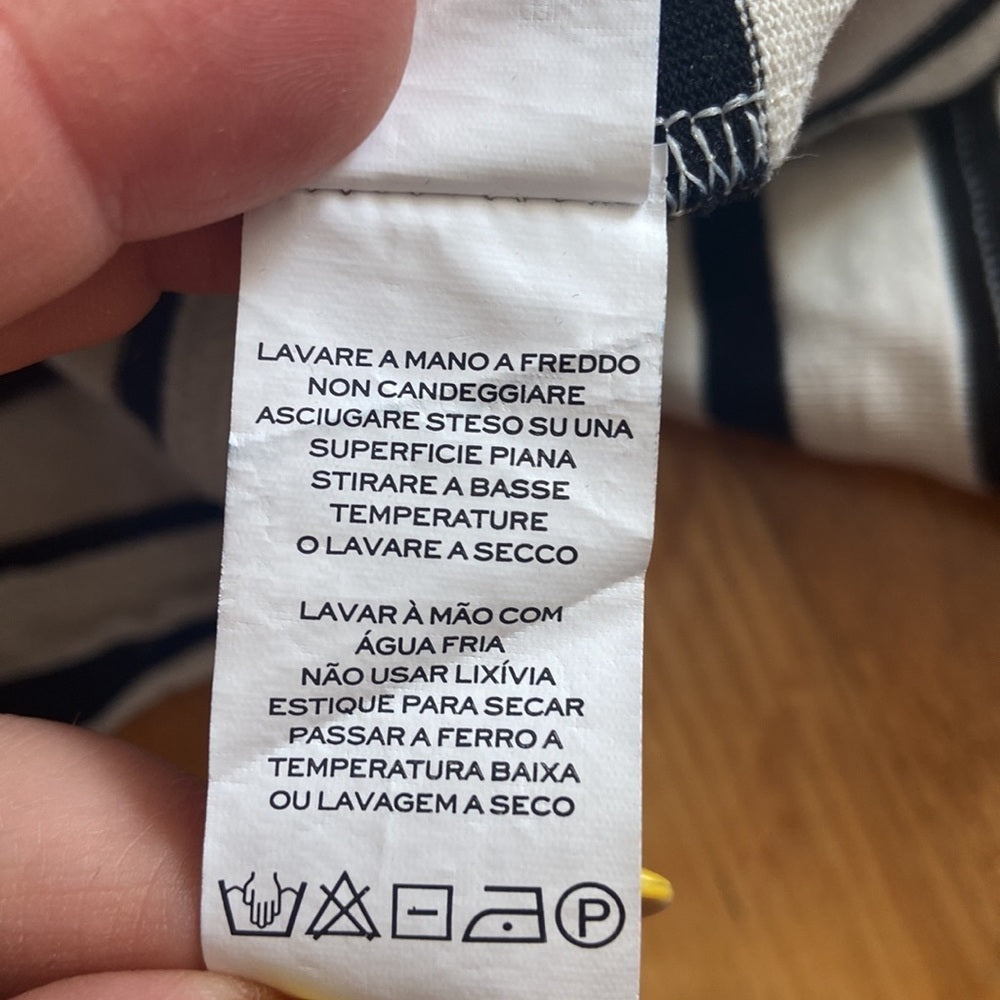 LAVARE A MANO A FREDDO
NON CANDEGGIARE
ASCIUGARE STESO SU UNA
SUPERFICIE PIANA
STIRARE A BASSE
TEMPERATURE
O LAVARE A SECCO
LAVAR À MÃO COM
ÁGUA FRIA
NÃO USAR LIXÍVIA
ESTIQUE PARA SECAR
PASSAR A FERRO A
TEMPERATURA BAIXA
OU LAVAGEM A SECO
P